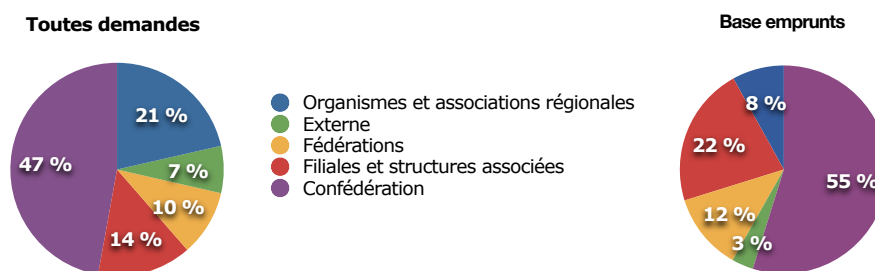 Toutes demandes
21 %
7 %
10 %
14 %
47 %
Organismes et associations régionales
Externe
Fédérations
Filiales et structures associées
Confédération
Base emprunts
8 %
22 %
12 %
3 %
55 %